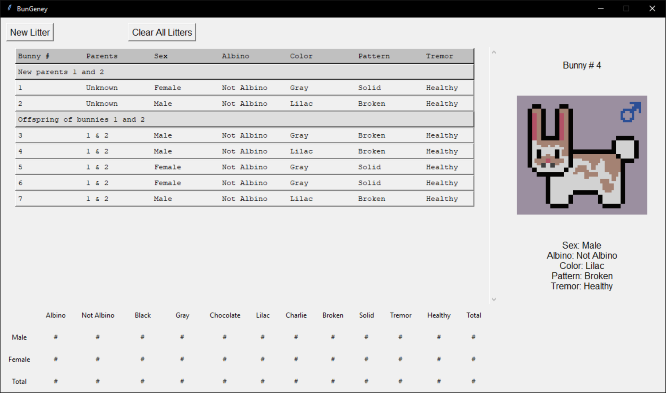 BunGeney
New Litter Clear All Litters
Bunny # Parents Sex Albino Color Pattern Tremor
New parents 1 and 2
1 Unknown Female Not Albino Gray Solid Healthy
2 Unknown Male Not Albino Lilac Broken Healthy
Offspring of bunnies 1 and 2
3 1 & 2 Male Not Albino Gray Broken Healthy
4 1 & 2 Male Not Albino Lilac Broken Healthy
5 1 & 2 Female Not Albino Gray Solid Healthy
6 1 & 2 Female Not Albino Gray Solid Healthy
7 1 & 2 Male Not Albino Lilac Broken Healthy
Bunny # 4
Sex: Male
Albino: Not Albino
Color: Lilac
Pattern: Broken
Tremor: Healthy
Albino Not Albino Black Gray Chocolate Lilac Charlie Broken Solid Tremor Healthy Total
Male # # # # # # # # # # # #
Female # # # # # # # # # # # #
Total # # # # # # # # # # # #